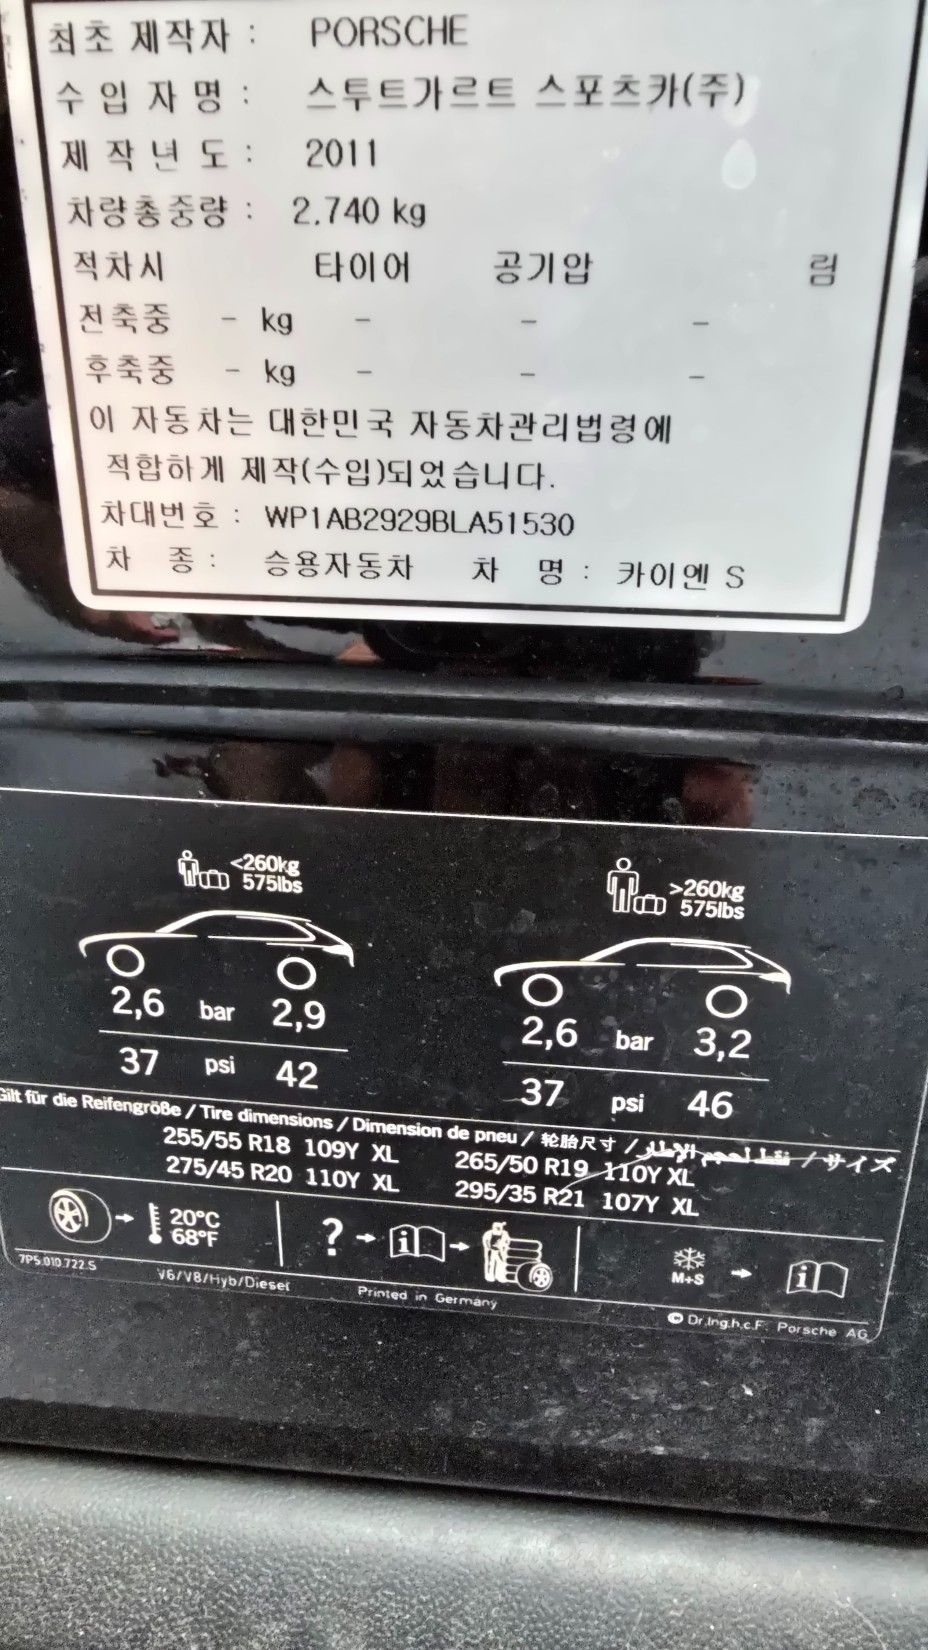 최초 제작자 : PORSCHE
수 입 자 명 : 스투트가르트 스포츠카(주)
제 작 년 도 : 2011
차량총중량 : 2.740 kg
적차시 타이어 공기압 림
전축중 - kg - - -
후축중 - kg - - -
이 자동차는 대한민국 자동차관리법령에
적합하게 제작(수입)되었습니다.
차대번호 : WP1AB2929BLA51530
차 종 : 승용자동차 차 명 : 카이엔 S
<260kg
575lbs
>260kg
575lbs
2,6 bar 2,9
37 psi 42
2,6 bar 3,2
37 psi 46
Gilt für die Reifengröße / Tire dimensions / Dimension de pneu / 轮胎尺寸 / サイズ
255/55 R18 109Y XL 265/50 R19 110Y XL
275/45 R20 110Y XL 295/35 R21 107Y XL
20°C
68°F
?
i
M+S
i
7P5.010.722.S
V6/V8/Hyb/Diesel
Printed in Germany
© Dr.Ing.h.c.F. Porsche AG